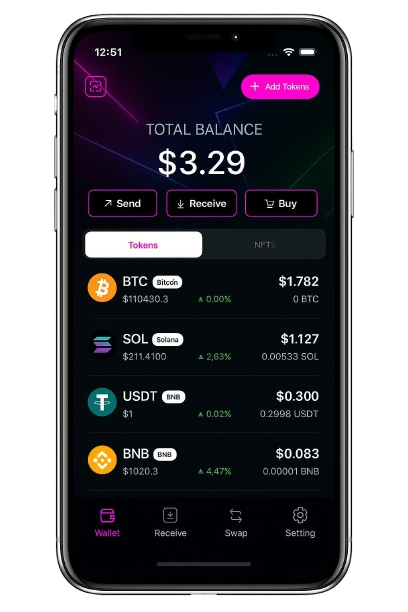 12:51
+ Add Tokens
TOTAL BALANCE
$3.29
Send
Receive
Buy
Tokens
NFTs
BTC Bitcoin $1.782
$110430.3 0.00% 0 BTC
SOL Solana $1.127
$211.4100 2,63% 0.00533 SOL
USDT BNB $0.300
$1 0.02% 0.2998 USDT
BNB BNB $0.083
$1020.3 4,47% 0.00001 BNB
Wallet
Receive
Swap
Setting